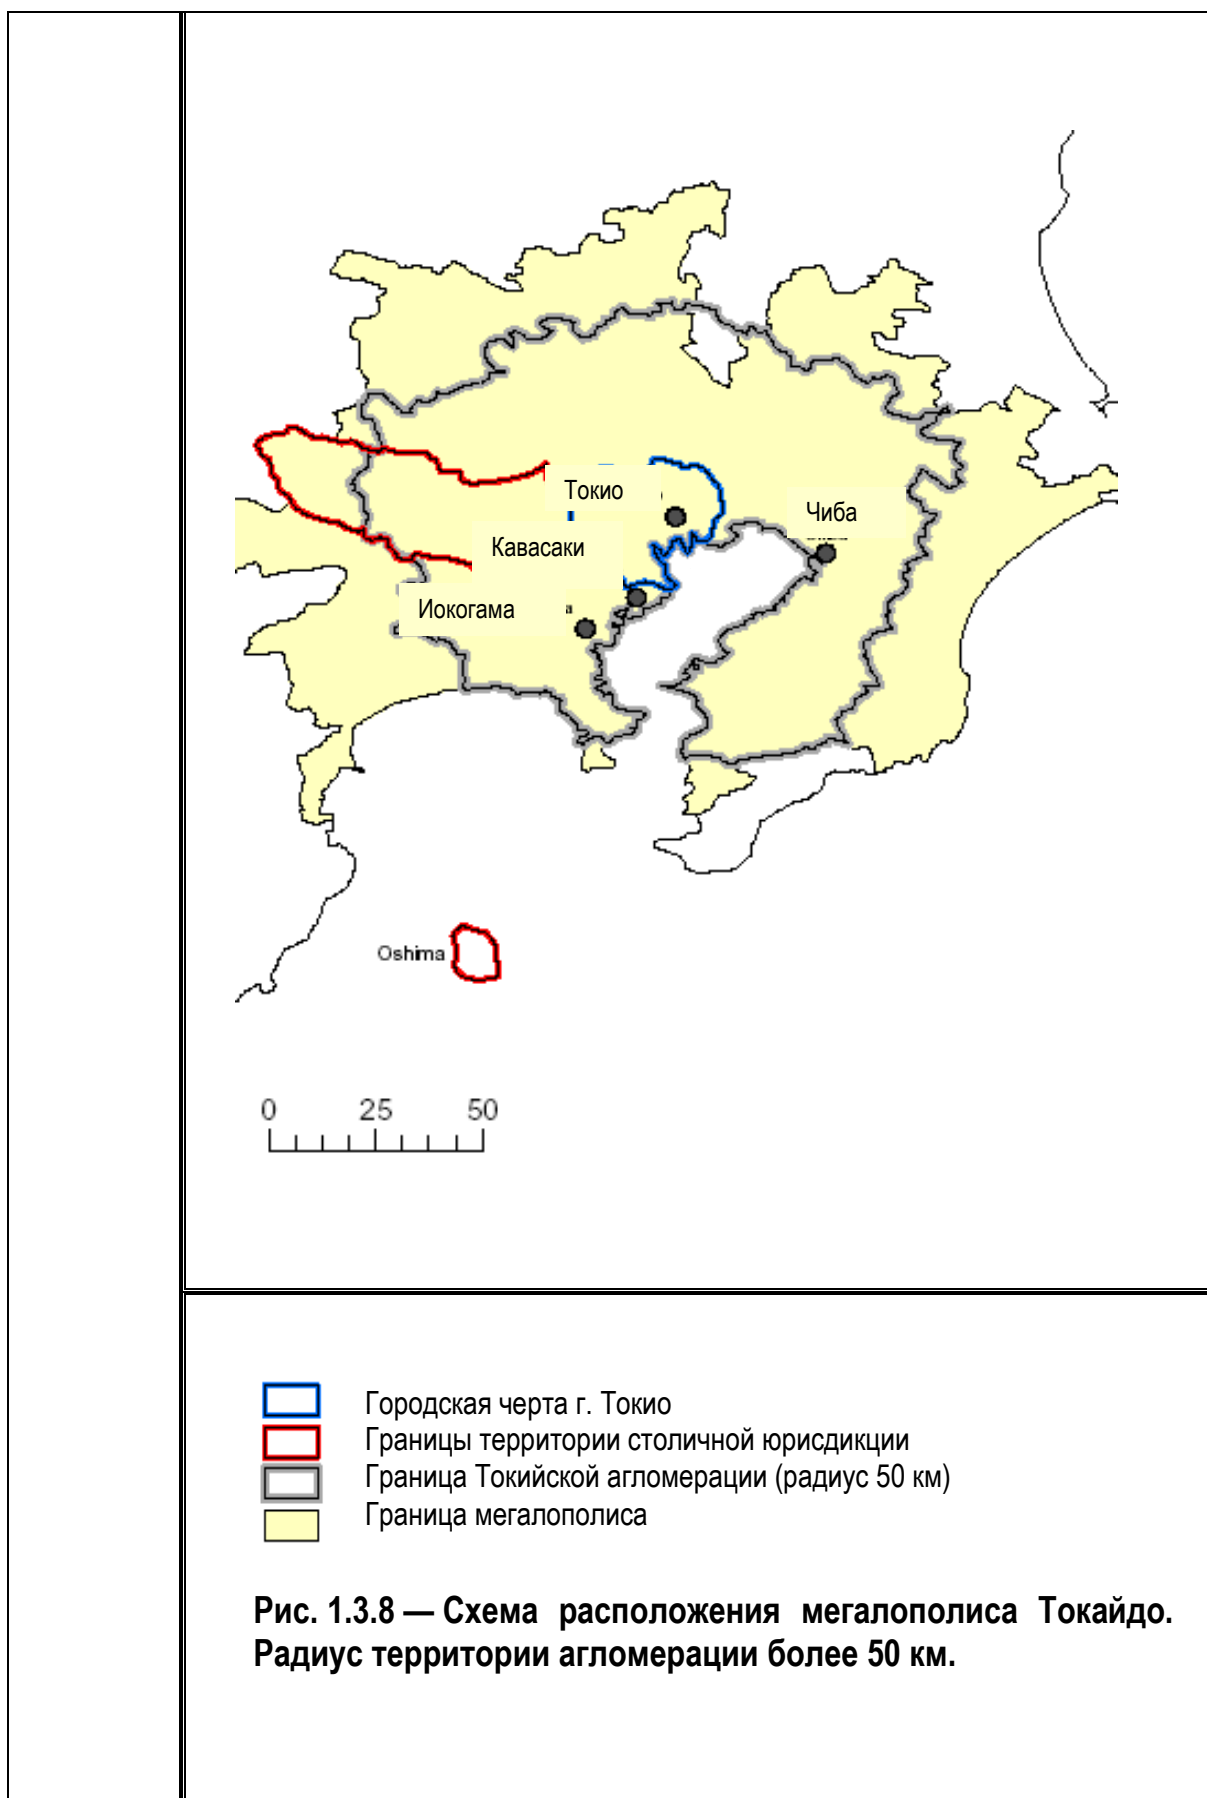 Токио
Чиба
Кавасаки
Иокогама
Oshima
0 25 50
Городская черта г. Токио
Границы территории столичной юрисдикции
Граница Токийской агломерации (радиус 50 км)
Граница мегалополиса
Рис. 1.3.8 — Схема расположения мегалополиса Токайдо.
Радиус территории агломерации более 50 км.